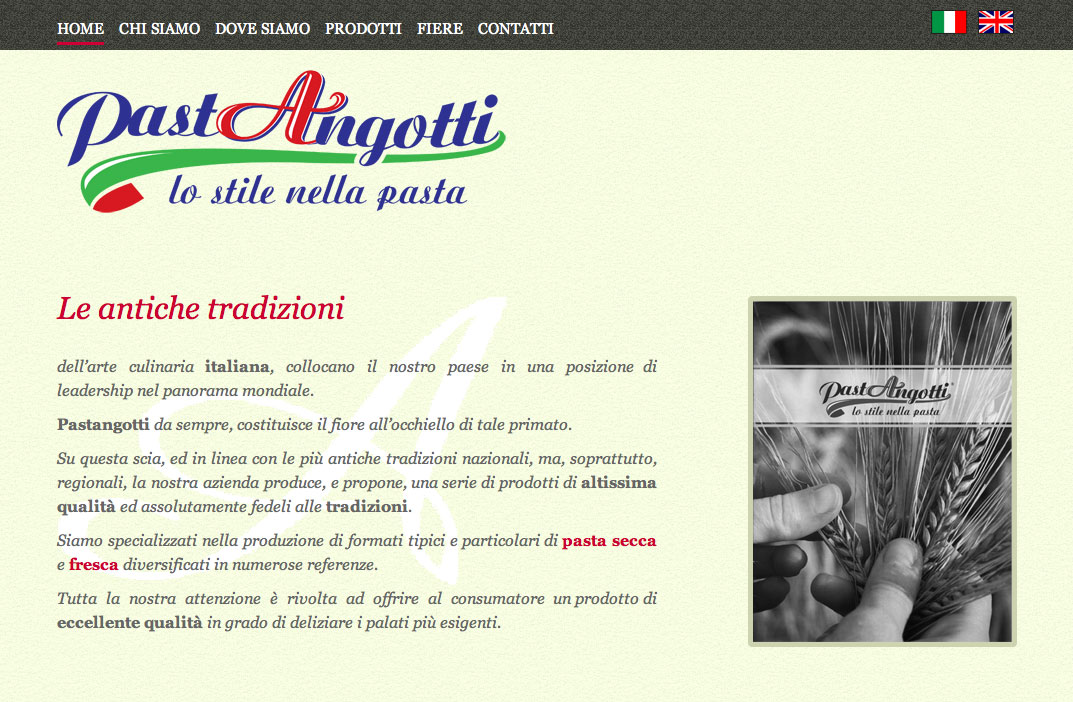 HOME CHI SIAMO DOVE SIAMO PRODOTTI FIERE CONTATTI
PastAngotti
lo stile nella pasta
Le antiche tradizioni
dell’arte culinaria italiana, collocano il nostro paese in una posizione di
leadership nel panorama mondiale.
Pastangotti da sempre, costituisce il fiore all’occhiello di tale primato.
Su questa scia, ed in linea con le più antiche tradizioni nazionali, ma, soprattutto,
regionali, la nostra azienda produce, e propone, una serie di prodotti di altissima
qualità ed assolutamente fedeli alle tradizioni.
Siamo specializzati nella produzione di formati tipici e particolari di pasta secca
e fresca diversificati in numerose referenze.
Tutta la nostra attenzione è rivolta ad offrire al consumatore un prodotto di
eccellente qualità in grado di deliziare i palati più esigenti.
PastAngotti
lo stile nella pasta